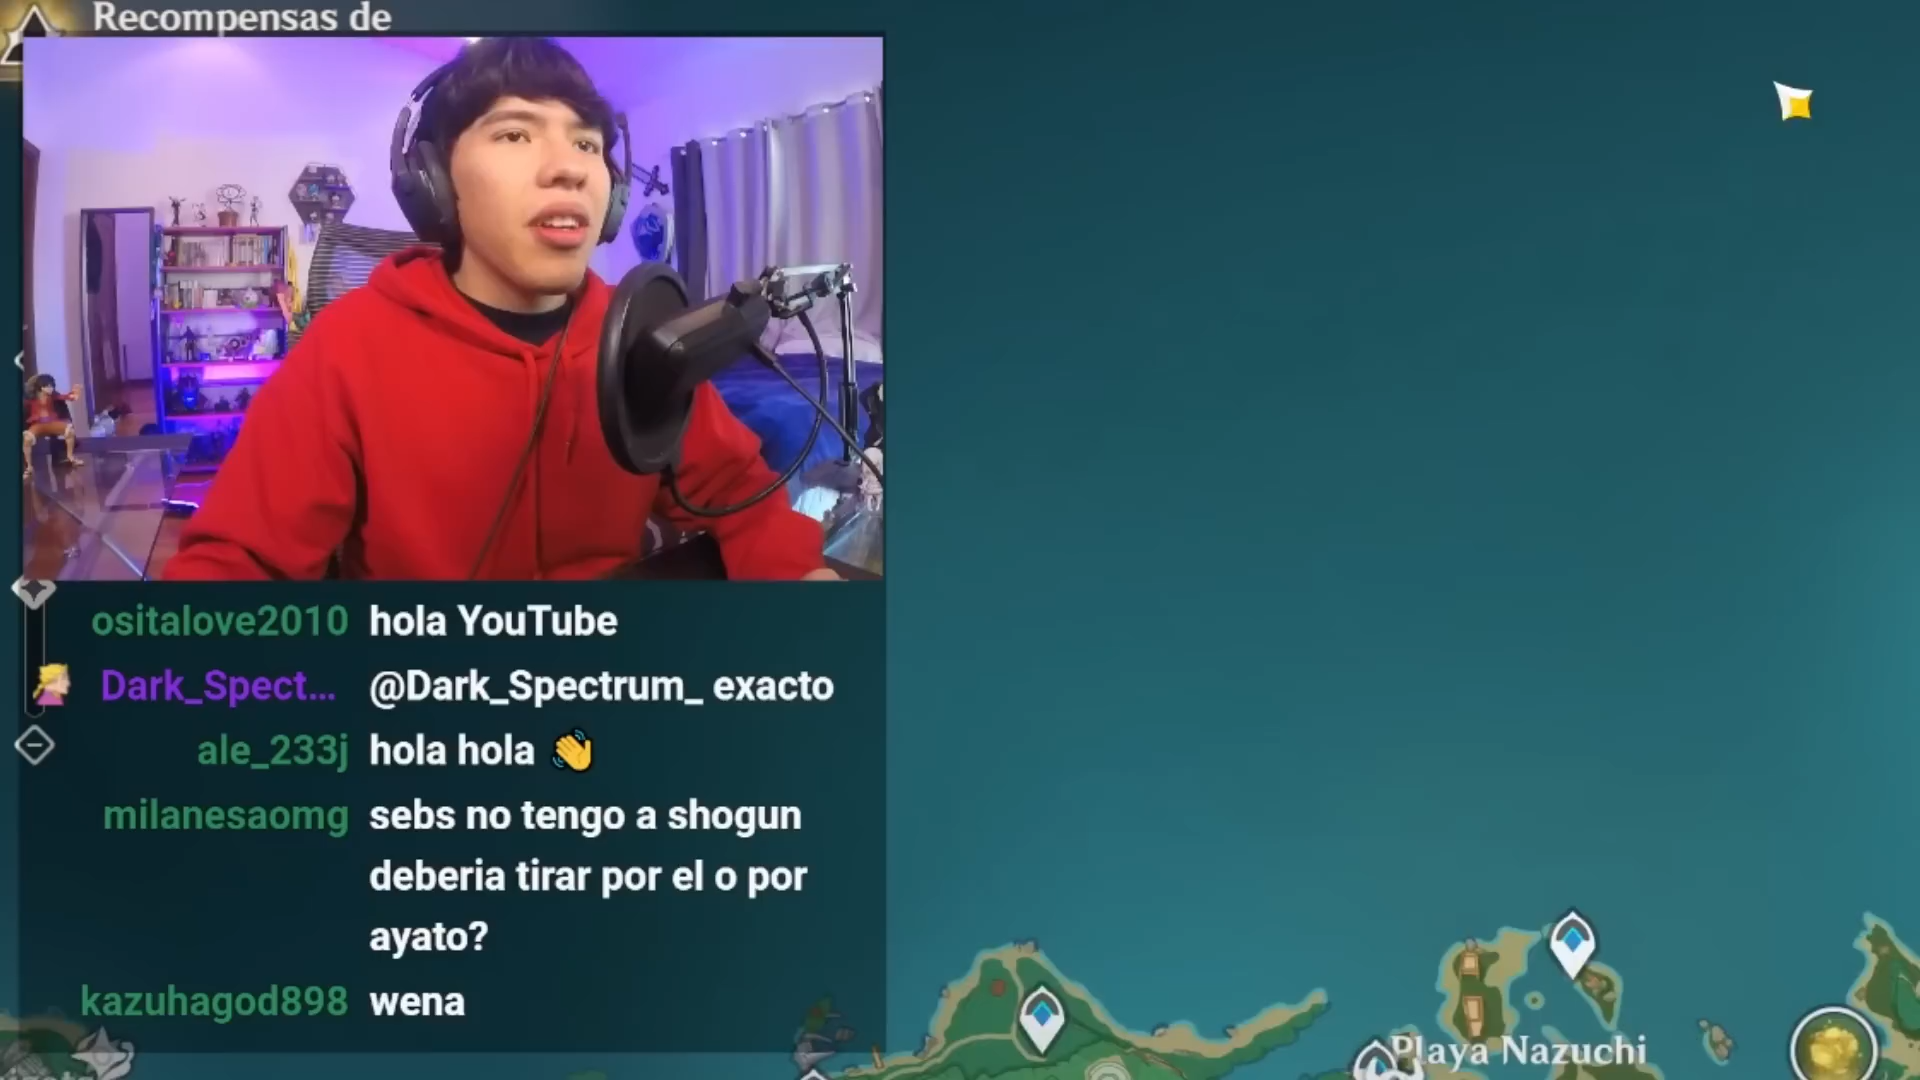 Recompensas de
ositalove2010 hola YouTube
Dark_Spect... @Dark_Spectrum_ exacto
ale_233j hola hola 👋
milanesaomg sebs no tengo a shogun
deberia tirar por el o por
ayato?
kazuhagod898 wena
Playa Nazuchi